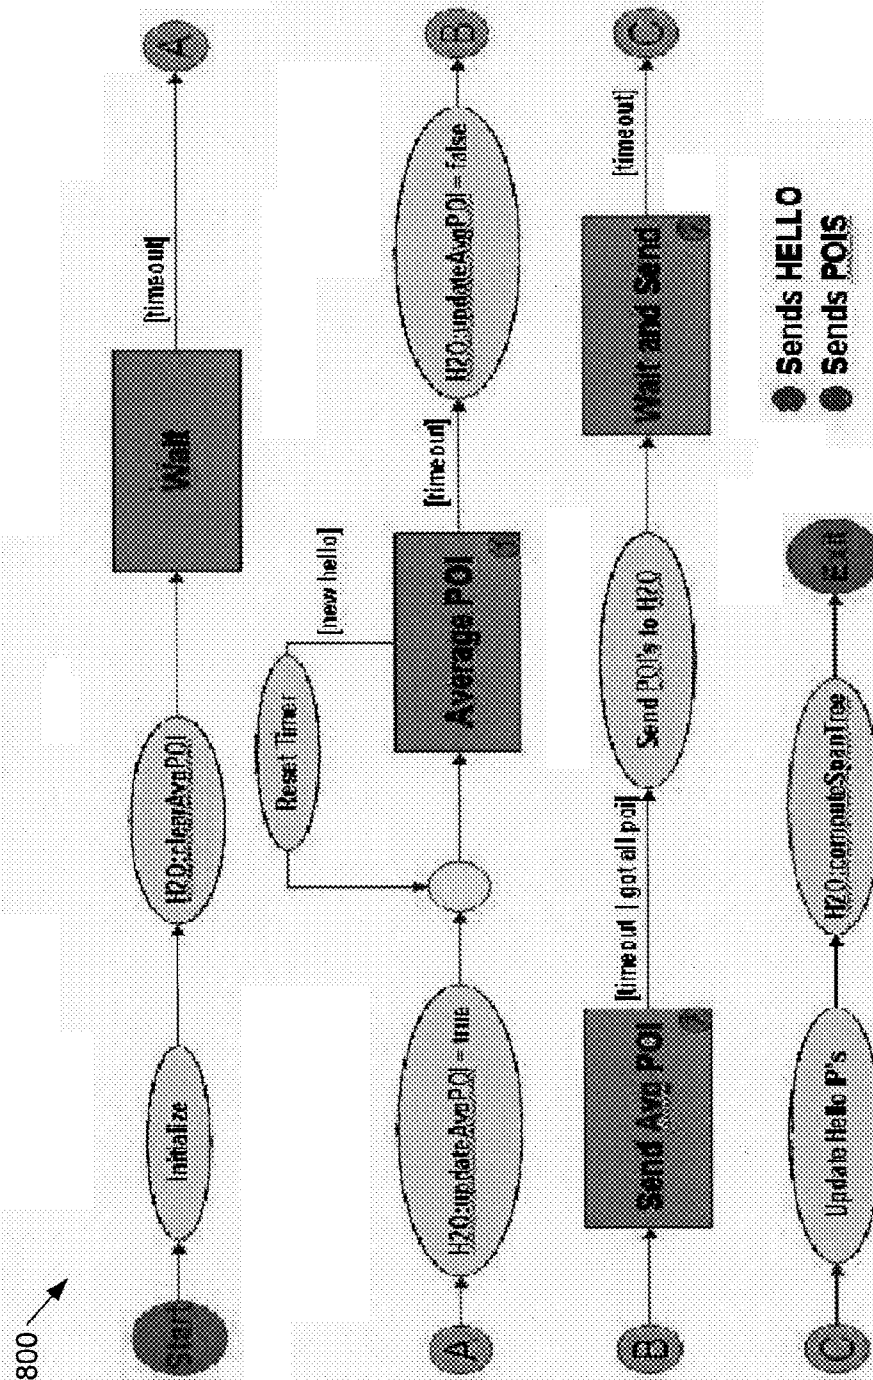 800
Start
Initialize
H2O::clearAvgPOI
Wait
[timeout]
A
A
H2O::updateAvgPOI = true
Reset Timer
[new hello]
Average POI
[timeout]
H2O::updateAvgPOI = false
B
B
Send Avg POI
[timeout | got all poi]
Send POI's to H2O
Wait and Send
[timeout]
C
C
Update Hello IP's
H2O:computeSpanTree
Exit
Sends HELLO
Sends POIS